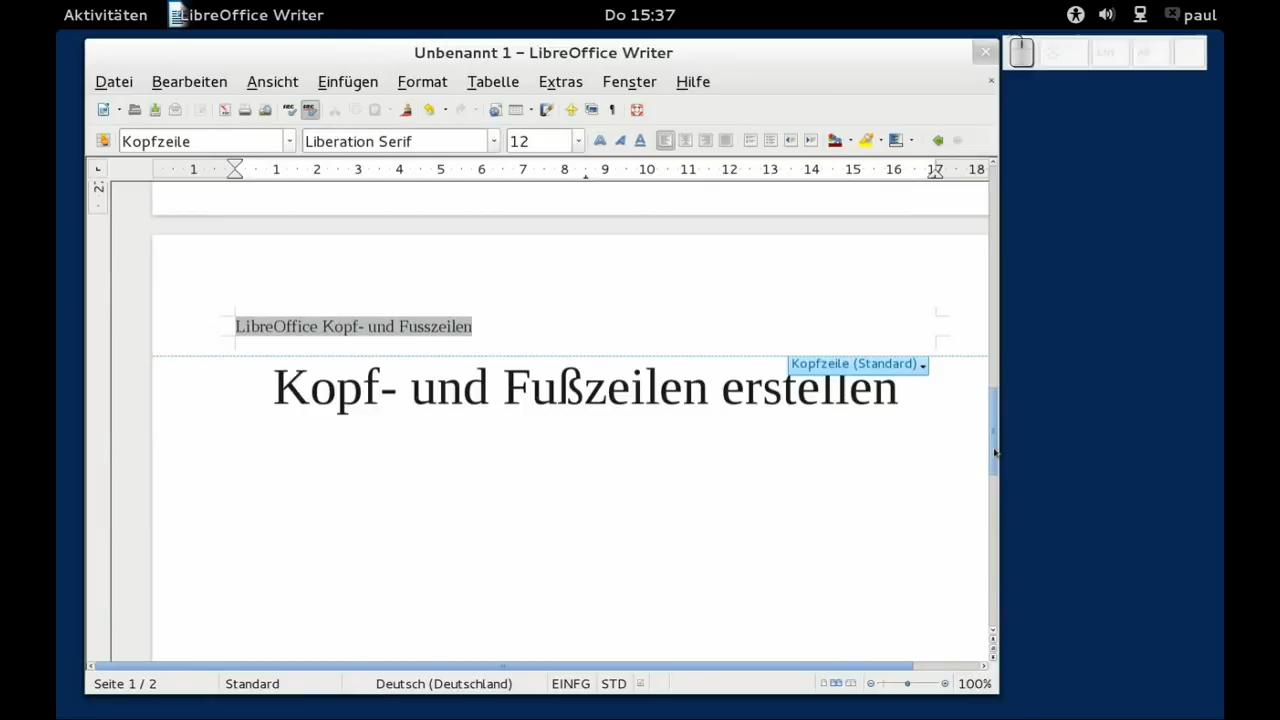 Aktivitäten LibreOffice Writer Do 15:37 paul
Unbenannt 1 – LibreOffice Writer
Datei Bearbeiten Ansicht Einfügen Format Tabelle Extras Fenster Hilfe
Kopfzeile Liberation Serif 12
1 1 2 3 4 5 6 7 8 9 10 11 12 13 14 15 16 17 18
LibreOffice Kopf- und Fusszeilen
Kopfzeile (Standard)
Kopf- und Fußzeilen erstellen
Seite 1 / 2 Standard Deutsch (Deutschland) EINFG STD 100%